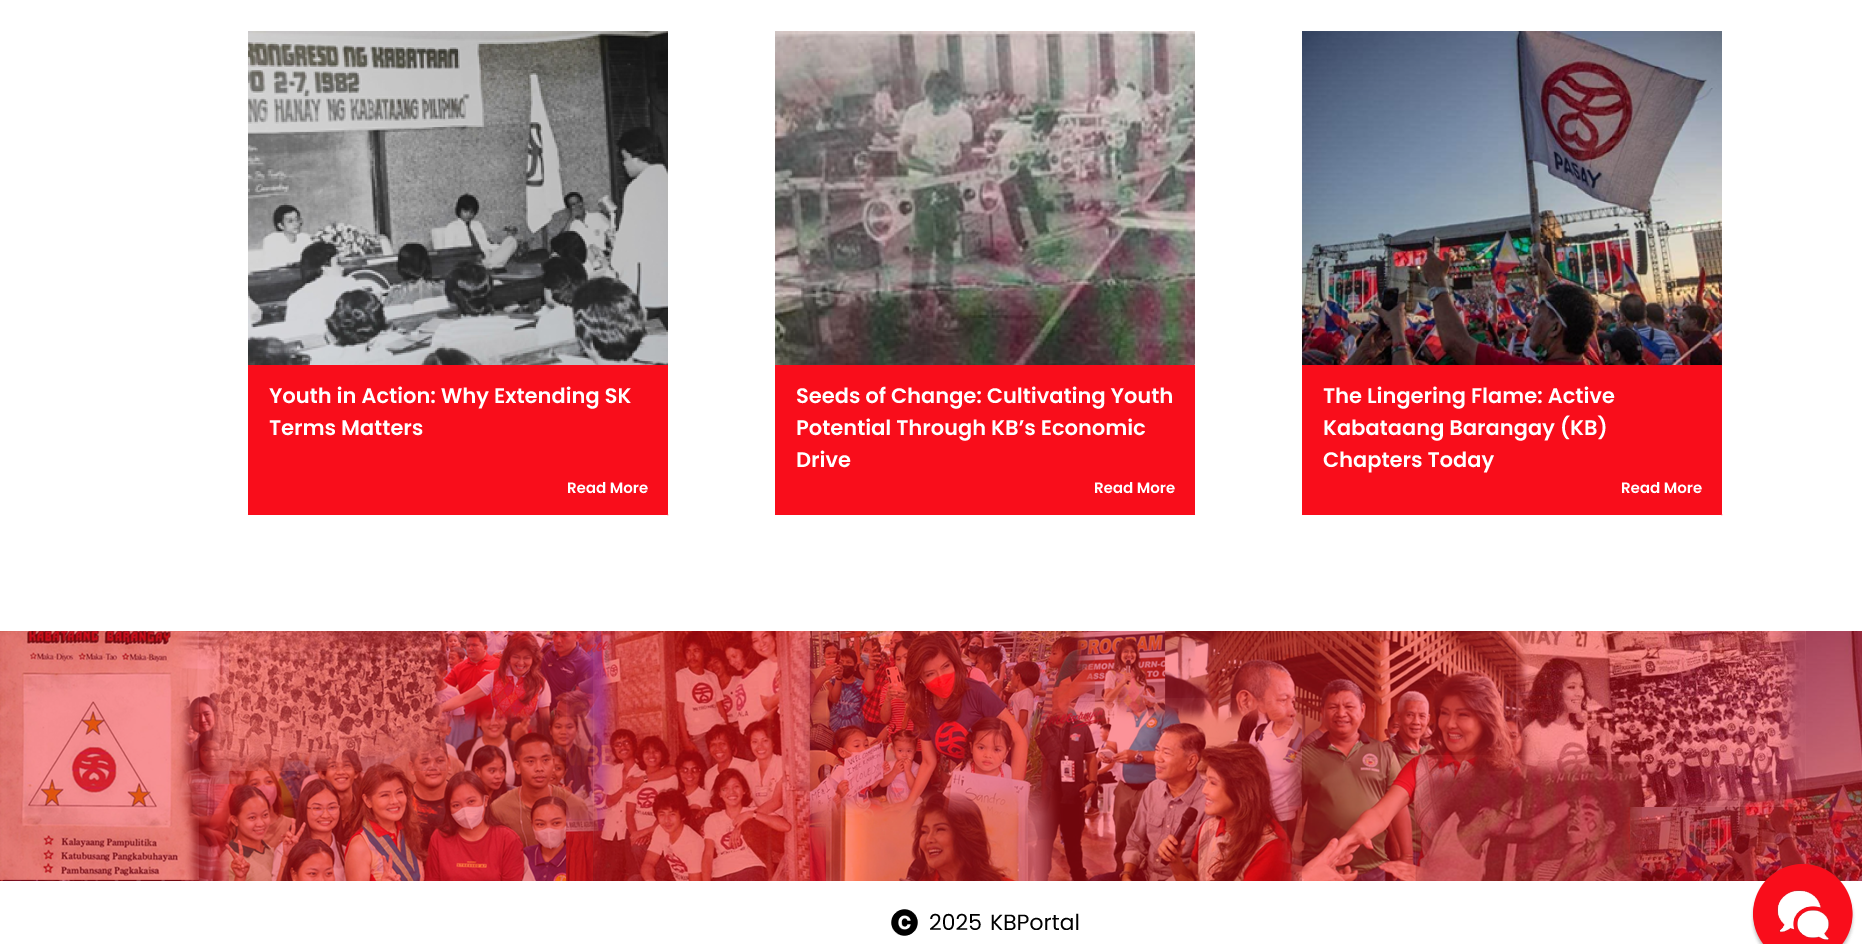 KONGRESO NG KABATAAN
O 2-7, 1982
NG HANAY NG KABATAANG PILIPINO"
PASAY
Youth in Action: Why Extending SK
Terms Matters
Read More
Seeds of Change: Cultivating Youth
Potential Through KB’s Economic
Drive
Read More
The Lingering Flame: Active
Kabataang Barangay (KB)
Chapters Today
Read More
KABATAANG BARANGAY
☆Maka-Diyos ☆Maka-Tao ☆Maka-Bayan
☆ Kalayaang Pampulitika
☆ Katubusang Pangkabuhayan
☆ Pambansang Pagkakaisa
PROGRAM
Hi
Sandro
MAY 27
© 2025 KBPortal